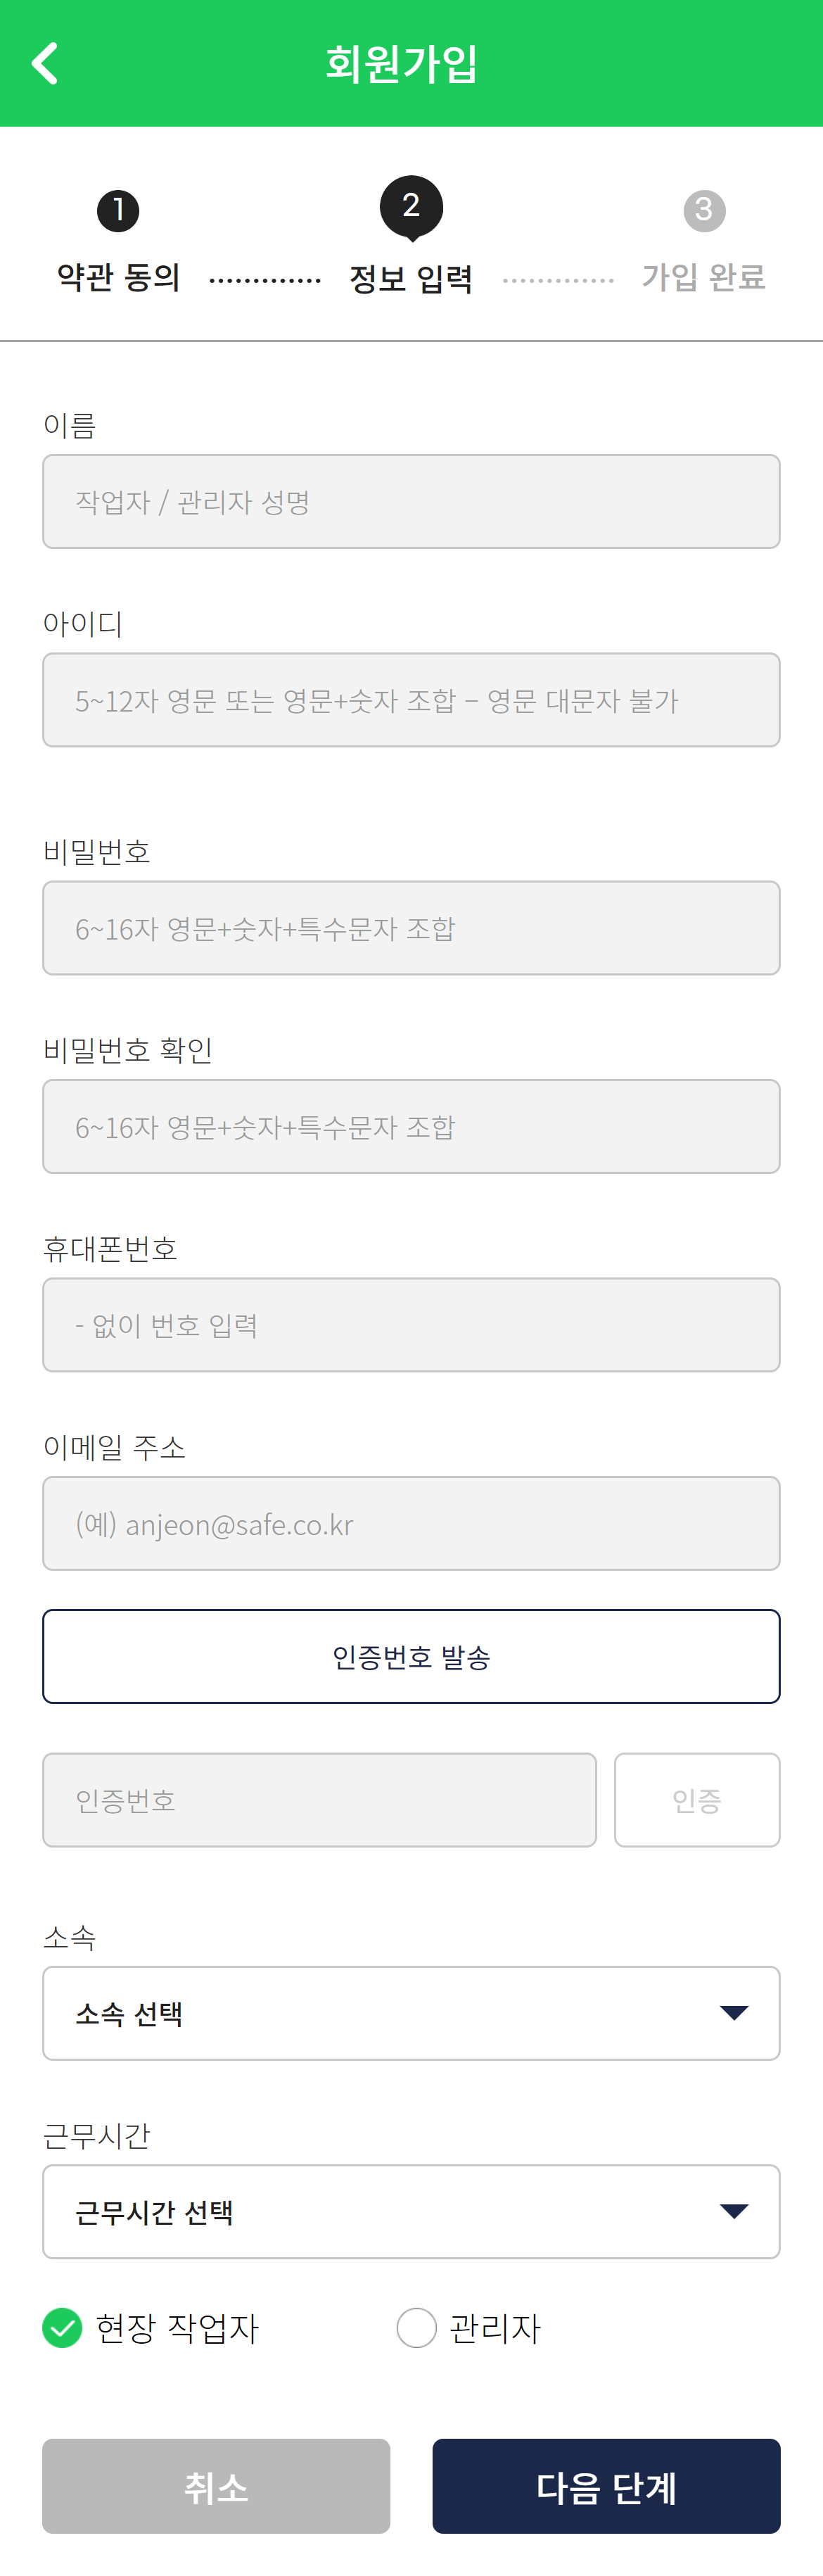 회원가입
1 2 3
약관 동의 정보 입력 가입 완료
이름
작업자 / 관리자 성명
아이디
5~12자 영문 또는 영문+숫자 조합 – 영문 대문자 불가
비밀번호
6~16자 영문+숫자+특수문자 조합
비밀번호 확인
6~16자 영문+숫자+특수문자 조합
휴대폰번호
- 없이 번호 입력
이메일 주소
(예) anjeon@safe.co.kr
인증번호 발송
인증번호 인증
소속
소속 선택
근무시간
근무시간 선택
현장 작업자 관리자
취소 다음 단계